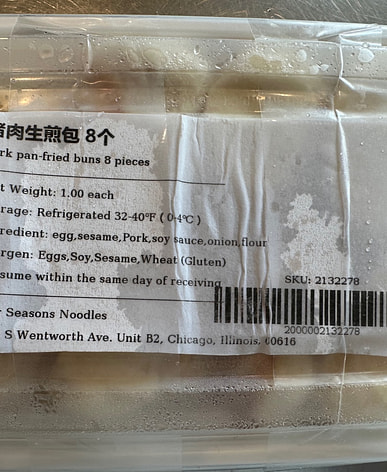 肉生煎包 8个
rk pan-fried buns 8 pieces
t Weight: 1.00 each
rage: Refrigerated 32-40°F ( 0-4℃ )
redient: egg,sesame,Pork,soy sauce,onion,flour
ergen: Eggs,Soy,Sesame,Wheat (Gluten)
sume within the same day of receiving
SKU: 2132278
2000002132278
r Seasons Noodles
S Wentworth Ave. Unit B2, Chicago, Illinois. 60616